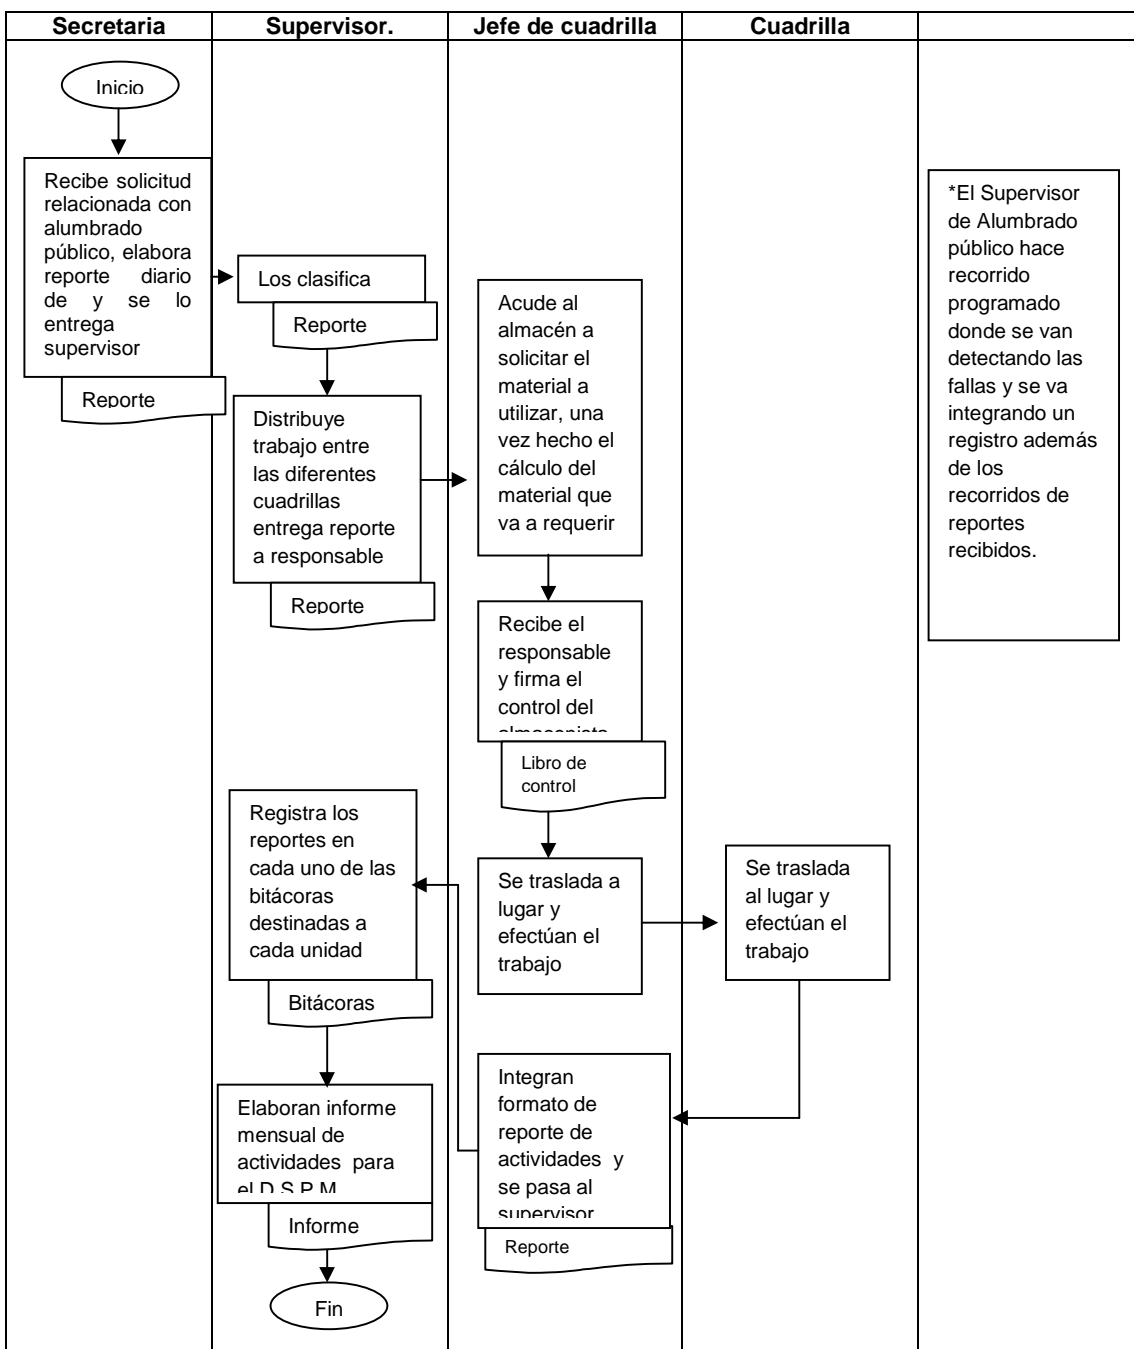 Secretaria
Supervisor.
Jefe de cuadrilla
Cuadrilla
Inicio
Recibe solicitud
relacionada con
alumbrado
público, elabora
reporte diario
de y se lo
entrega
supervisor
Reporte
Los clasifica
Reporte
Distribuye
trabajo entre
las diferentes
cuadrillas
entrega reporte
a responsable
Reporte
Acude al
almacén a
solicitar el
material a
utilizar, una
vez hecho el
cálculo del
material que
va a requerir
Recibe el
responsable
y firma el
control del
almacenista
Libro de
control
Se traslada a
lugar y
efectúan el
trabajo
Se traslada
al lugar y
efectúan el
trabajo
Integran
formato de
reporte de
actividades y
se pasa al
supervisor
Reporte
Registra los
reportes en
cada uno de las
bitácoras
destinadas a
cada unidad
Bitácoras
Elaboran informe
mensual de
actividades para
el D.S.P.M.
Informe
Fin
*El Supervisor
de Alumbrado
público hace
recorrido
programado
donde se van
detectando las
fallas y se va
integrando un
registro además
de los
recorridos de
reportes
recibidos.